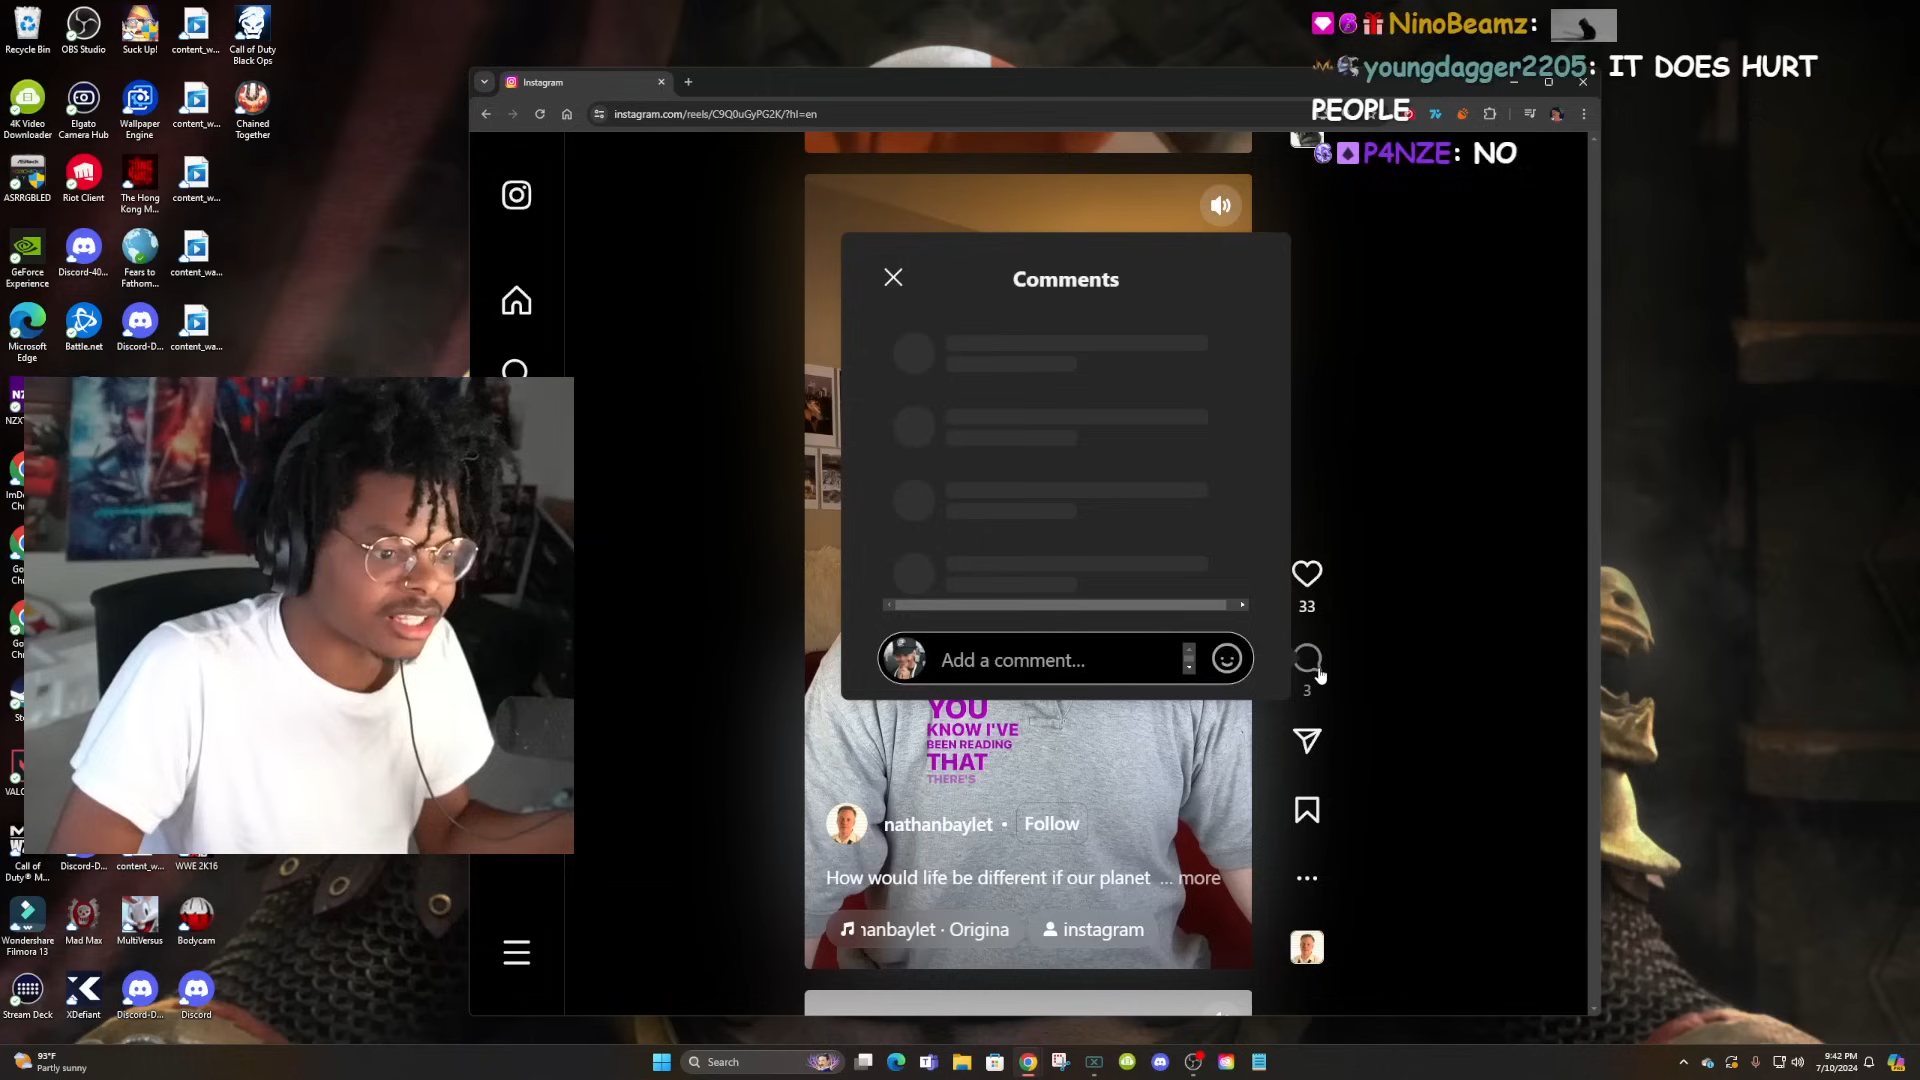 NinoBeamz:
youngdagger2205: IT DOES HURT
PEOPLE
P4NZE: NO
Recycle Bin
OBS Studio
Suck Up!
content_w...
Call of Duty
Black Ops
4K Video
Downloader
Elgato
Camera Hub
Wallpaper
Engine
content_w...
Chained
Together
ASRRGBLED
Riot Client
The Hong
Kong M...
content_w...
GeForce
Experience
Discord-40...
Fears to
Fathom...
content_wa...
Microsoft
Edge
Battle.net
Discord-D...
content_wa...
Call of
Duty® M...
Discord-D...
content_w...
WWE 2K16
Wondershare
Filmora 13
Mad Max
MultiVersus
Bodycam
Stream Deck
XDefiant
Discord-D...
Discord
Instagram
instagram.com/reels/C9Q0uGyPG2K/?hl=en
Comments
Add a comment...
33
3
YOU
KNOW I'VE
BEEN READING
THAT
THERE'S
nathanbaylet • Follow
How would life be different if our planet ... more
nanbaylet · Origina
instagram
93°F
Partly sunny
Search
9:42 PM
7/10/2024